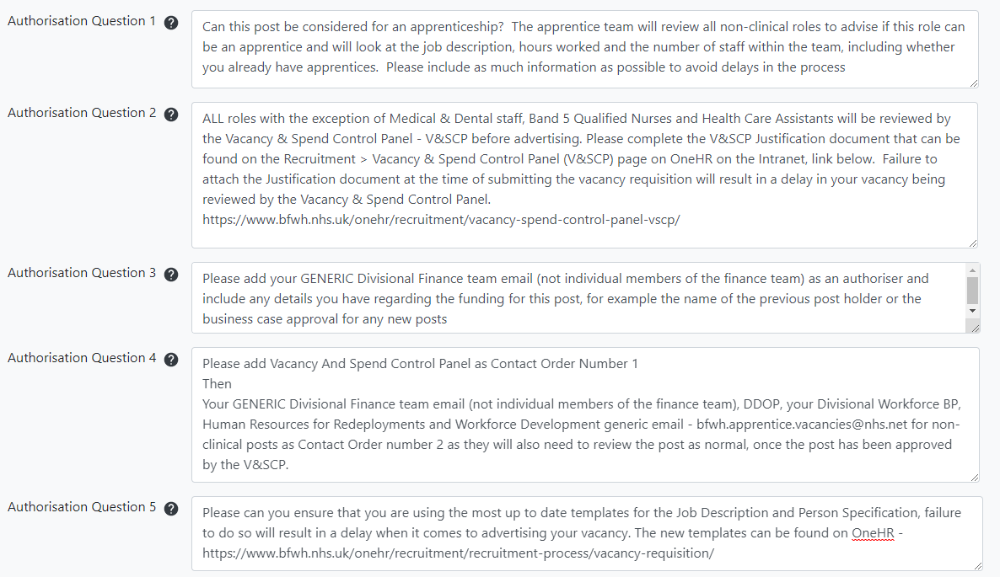 Authorisation Question 1
Can this post be considered for an apprenticeship?  The apprentice team will review all non-clinical roles to advise if this role can
be an apprentice and will look at the job description, hours worked and the number of staff within the team, including whether
you already have apprentices.  Please include as much information as possible to avoid delays in the process
Authorisation Question 2
ALL roles with the exception of Medical & Dental staff, Band 5 Qualified Nurses and Health Care Assistants will be reviewed by
the Vacancy & Spend Control Panel - V&SCP before advertising. Please complete the V&SCP Justification document that can be
found on the Recruitment > Vacancy & Spend Control Panel (V&SCP) page on OneHR on the Intranet, link below.  Failure to
attach the Justification document at the time of submitting the vacancy requisition will result in a delay in your vacancy being
reviewed by the Vacancy & Spend Control Panel.
https://www.bfwh.nhs.uk/onehr/recruitment/vacancy-spend-control-panel-vscp/
Authorisation Question 3
Please add your GENERIC Divisional Finance team email (not individual members of the finance team) as an authoriser and
include any details you have regarding the funding for this post, for example the name of the previous post holder or the
business case approval for any new posts
Authorisation Question 4
Please add Vacancy And Spend Control Panel as Contact Order Number 1
Then
Your GENERIC Divisional Finance team email (not individual members of the finance team), DDOP, your Divisional Workforce BP,
Human Resources for Redeployments and Workforce Development generic email - bfwh.apprentice.vacancies@nhs.net for non-
clinical posts as Contact Order number 2 as they will also need to review the post as normal, once the post has been approved
by the V&SCP.
Authorisation Question 5
Please can you ensure that you are using the most up to date templates for the Job Description and Person Specification, failure
to do so will result in a delay when it comes to advertising your vacancy. The new templates can be found on OneHR -
https://www.bfwh.nhs.uk/onehr/recruitment/recruitment-process/vacancy-requisition/